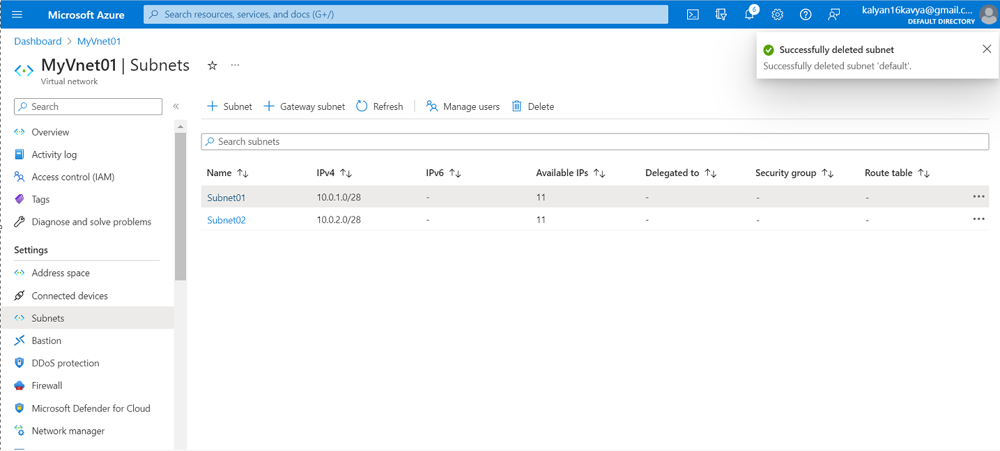 Microsoft Azure
Search resources, services, and docs (G+/)
6
kalyan16kavya@gmail.c...
DEFAULT DIRECTORY
Dashboard > MyVnet01
Successfully deleted subnet
Successfully deleted subnet 'default'.
MyVnet01 | Subnets
Virtual network
Search
Subnet
Gateway subnet
Refresh
Manage users
Delete
Overview
Activity log
Access control (IAM)
Tags
Diagnose and solve problems
Settings
Address space
Connected devices
Subnets
Bastion
DDoS protection
Firewall
Microsoft Defender for Cloud
Network manager
Search subnets
Name IPv4 IPv6 Available IPs Delegated to Security group Route table
Subnet01 10.0.1.0/28 - 11 - - -
Subnet02 10.0.2.0/28 - 11 - - -